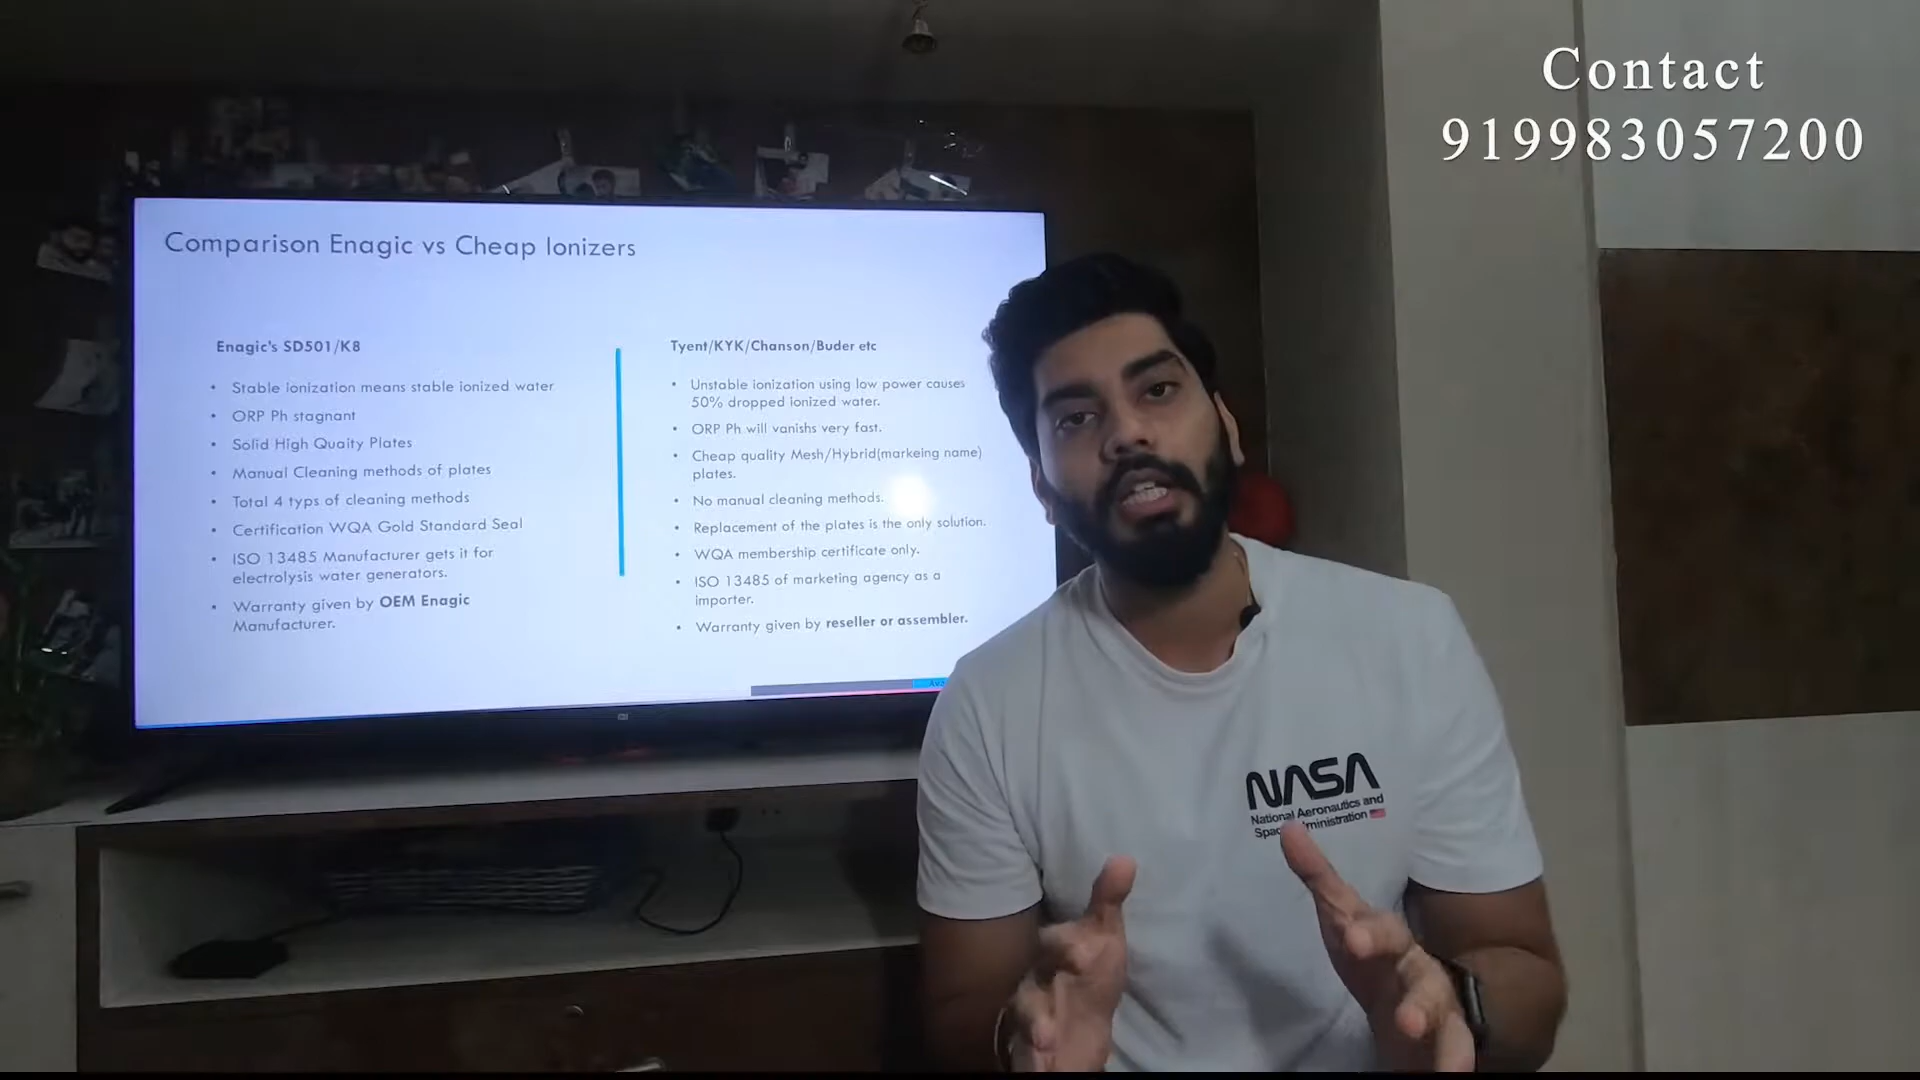 Contact
919983057200
Comparison Enagic vs Cheap Ionizers
Enagic's SD501/K8
• Stable ionization means stable ionized water
• ORP Ph stagnant
• Solid High Quaity Plates
• Manual Cleaning methods of plates
• Total 4 typs of cleaning methods
• Certification WQA Gold Standard Seal
• ISO 13485 Manufacturer gets it for
electrolysis water generators.
• Warranty given by OEM Enagic
Manufacturer.
Tyent/KYK/Chanson/Buder etc
• Unstable ionization using low power causes
50% dropped ionized water.
• ORP Ph will vanishs very fast.
• Cheap quality Mesh/Hybrid(markeing name)
plates.
• No manual cleaning methods.
• Replacement of the plates is the only solution.
• WQA membership certificate only.
• ISO 13485 of marketing agency as a
importer.
• Warranty given by reseller or assembler.
NASA
National Aeronautics and